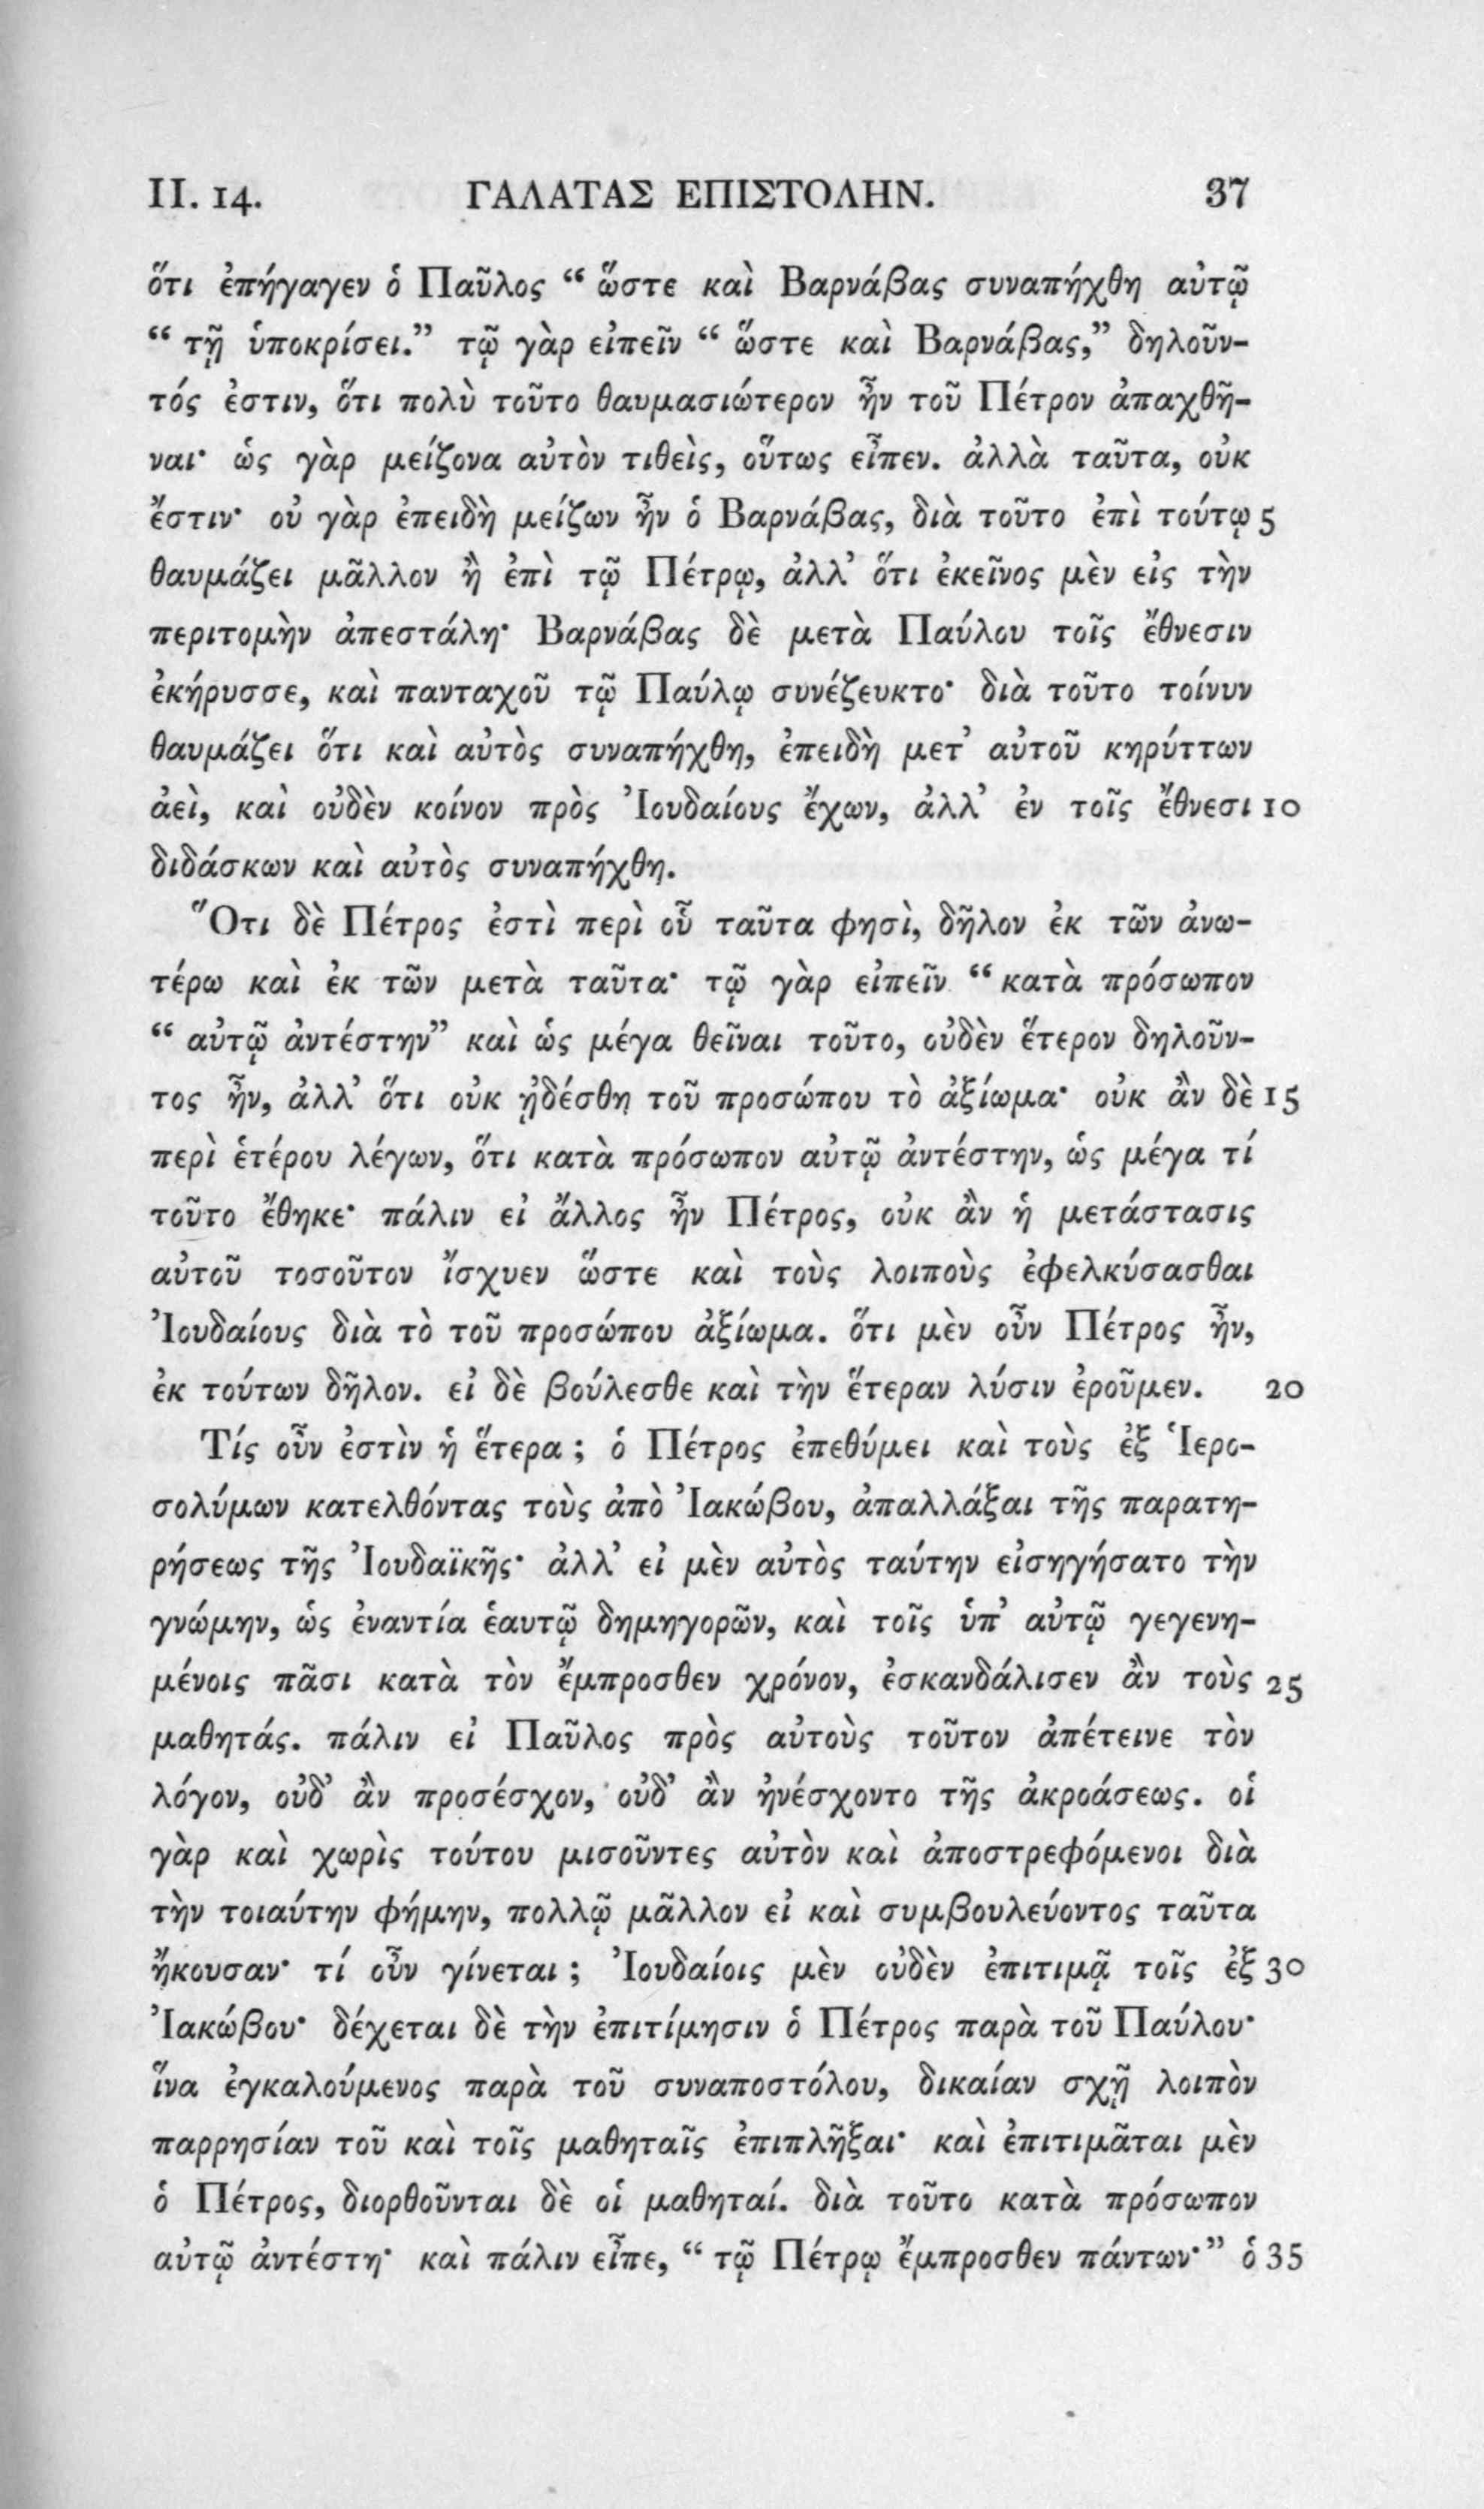 II. 14. ΓΑΛΑΤΑΣ ΕΠΙΣΤΟΛΗΝ. 37
ὅτι ἐπήγαγεν ὁ Παῦλος “ ὥστε καὶ Βαρνάβας συναπήχθη αὐτῷ
“ τῇ ὑποκρίσει.” τῷ γὰρ εἰπεῖν “ ὥστε καὶ Βαρνάβας,” δηλοῦν-
τός ἐστιν, ὅτι πολὺ τοῦτο θαυμασιώτερον ἦν τοῦ Πέτρον ἀπαχθῆ-
ναι· ὡς γὰρ μείζονα αὐτὸν τιθεὶς, οὕτως εἶπεν. ἀλλὰ ταῦτα, οὐκ
ἔστιν· οὐ γὰρ ἐπειδὴ μείζων ἦν ὁ Βαρνάβας, διὰ τοῦτο ἐπὶ τούτῳ 5
θαυμάζει μᾶλλον ἢ ἐπὶ τῷ Πέτρῳ, ἀλλ’ ὅτι ἐκεῖνος μὲν εἰς τὴν
περιτομὴν ἀπεστάλη· Βαρνάβας δὲ μετὰ Παύλου τοῖς ἔθνεσιν
ἐκήρυσσε, καὶ πανταχοῦ τῷ Παύλῳ συνέζευκτο· διὰ τοῦτο τοίνυν
θαυμάζει ὅτι καὶ αὐτὸς συναπήχθη, ἐπειδὴ μετ’ αὐτοῦ κηρύττων
ἀεὶ, καὶ οὐδὲν κοίνον πρὸς Ἰουδαίους ἔχων, ἀλλ’ ἐν τοῖς ἔθνεσι 10
διδάσκων καὶ αὐτὸς συναπήχθη.
Ὅτι δὲ Πέτρος ἐστὶ περὶ οὗ ταῦτα φησὶ, δῆλον ἐκ τῶν ἀνω-
τέρω καὶ ἐκ τῶν μετὰ ταῦτα· τῷ γὰρ εἰπεῖν “ κατὰ πρόσωπον
“ αὐτῷ ἀντέστην” καὶ ὡς μέγα θεῖναι τοῦτο, οὐδὲν ἕτερον δηλοῦν-
τος ἦν, ἀλλ’ ὅτι οὐκ ᾐδέσθη τοῦ προσώπου τὸ ἀξίωμα· οὐκ ἂν δὲ 15
περὶ ἑτέρου λέγων, ὅτι κατὰ πρόσωπον αὐτῷ ἀντέστην, ὡς μέγα τί
τοῦτο ἔθηκε· πάλιν εἰ ἄλλος ἦν Πέτρος, οὐκ ἂν ἡ μετάστασις
αὐτοῦ τοσοῦτον ἴσχυεν ὥστε καὶ τοὺς λοιποὺς ἐφελκύσασθαι
Ἰουδαίους διὰ τὸ τοῦ προσώπου ἀξίωμα. ὅτι μὲν οὖν Πέτρος ἦν,
ἐκ τούτων δῆλον. εἰ δὲ βούλεσθε καὶ τὴν ἕτεραν λύσιν ἐροῦμεν. 20
Τίς οὖν ἐστὶν ἡ ἕτερα ; ὁ Πέτρος ἐπεθύμει καὶ τοὺς ἐξ Ἱερο-
σολύμων κατελθόντας τοὺς ἀπὸ Ἰακώβου, ἀπαλλάξαι τῆς παρατη-
ρήσεως τῆς Ἰουδαϊκῆς· ἀλλ’ εἰ μὲν αὐτὸς ταύτην εἰσηγήσατο τὴν
γνώμην, ὡς ἐναντία ἑαυτῷ δημηγορῶν, καὶ τοῖς ὑπ’ αὐτῷ γεγενη-
μένοις πᾶσι κατὰ τὸν ἔμπροσθεν χρόνον, ἐσκανδάλισεν ἂν τοὺς 25
μαθητάς. πάλιν εἰ Παῦλος πρὸς αὐτοὺς τοῦτον ἀπέτεινε τὸν
λόγον, οὐδ’ ἂν προσέσχον, οὐδ’ ἂν ἠνέσχοντο τῆς ἀκροάσεως. οἱ
γὰρ καὶ χωρὶς τούτου μισοῦντες αὐτὸν καὶ ἀποστρεφόμενοι διὰ
τὴν τοιαύτην φήμην, πολλῷ μᾶλλον εἰ καὶ συμβουλεύοντος ταῦτα
ἤκουσαν· τί οὖν γίνεται ; Ἰουδαίοις μὲν οὐδὲν ἐπιτιμᾷ τοῖς ἐξ 30
Ἰακώβου· δέχεται δὲ τὴν ἐπιτίμησιν ὁ Πέτρος παρὰ τοῦ Παύλου·
ἵνα ἐγκαλούμενος παρὰ τοῦ συναποστόλου, δικαίαν σχῇ λοιπὸν
παρρησίαν τοῦ καὶ τοῖς μαθηταῖς ἐπιπλῆξαι· καὶ ἐπιτιμᾶται μὲν
ὁ Πέτρος, διορθοῦνται δὲ οἱ μαθηταί. διὰ τοῦτο κατὰ πρόσωπον
αὐτῷ ἀντέστη· καὶ πάλιν εἶπε, “ τῷ Πέτρῳ ἔμπροσθεν πάντων·” ὁ 35